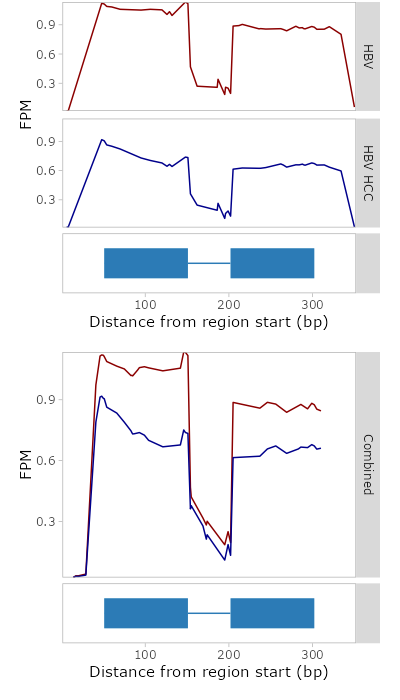 0.9
0.6
0.3
HBV
FPM
0.9
0.6
0.3
HBV HCC
100 200 300
Distance from region start (bp)
0.9
0.6
0.3
FPM
Combined
100 200 300
Distance from region start (bp)